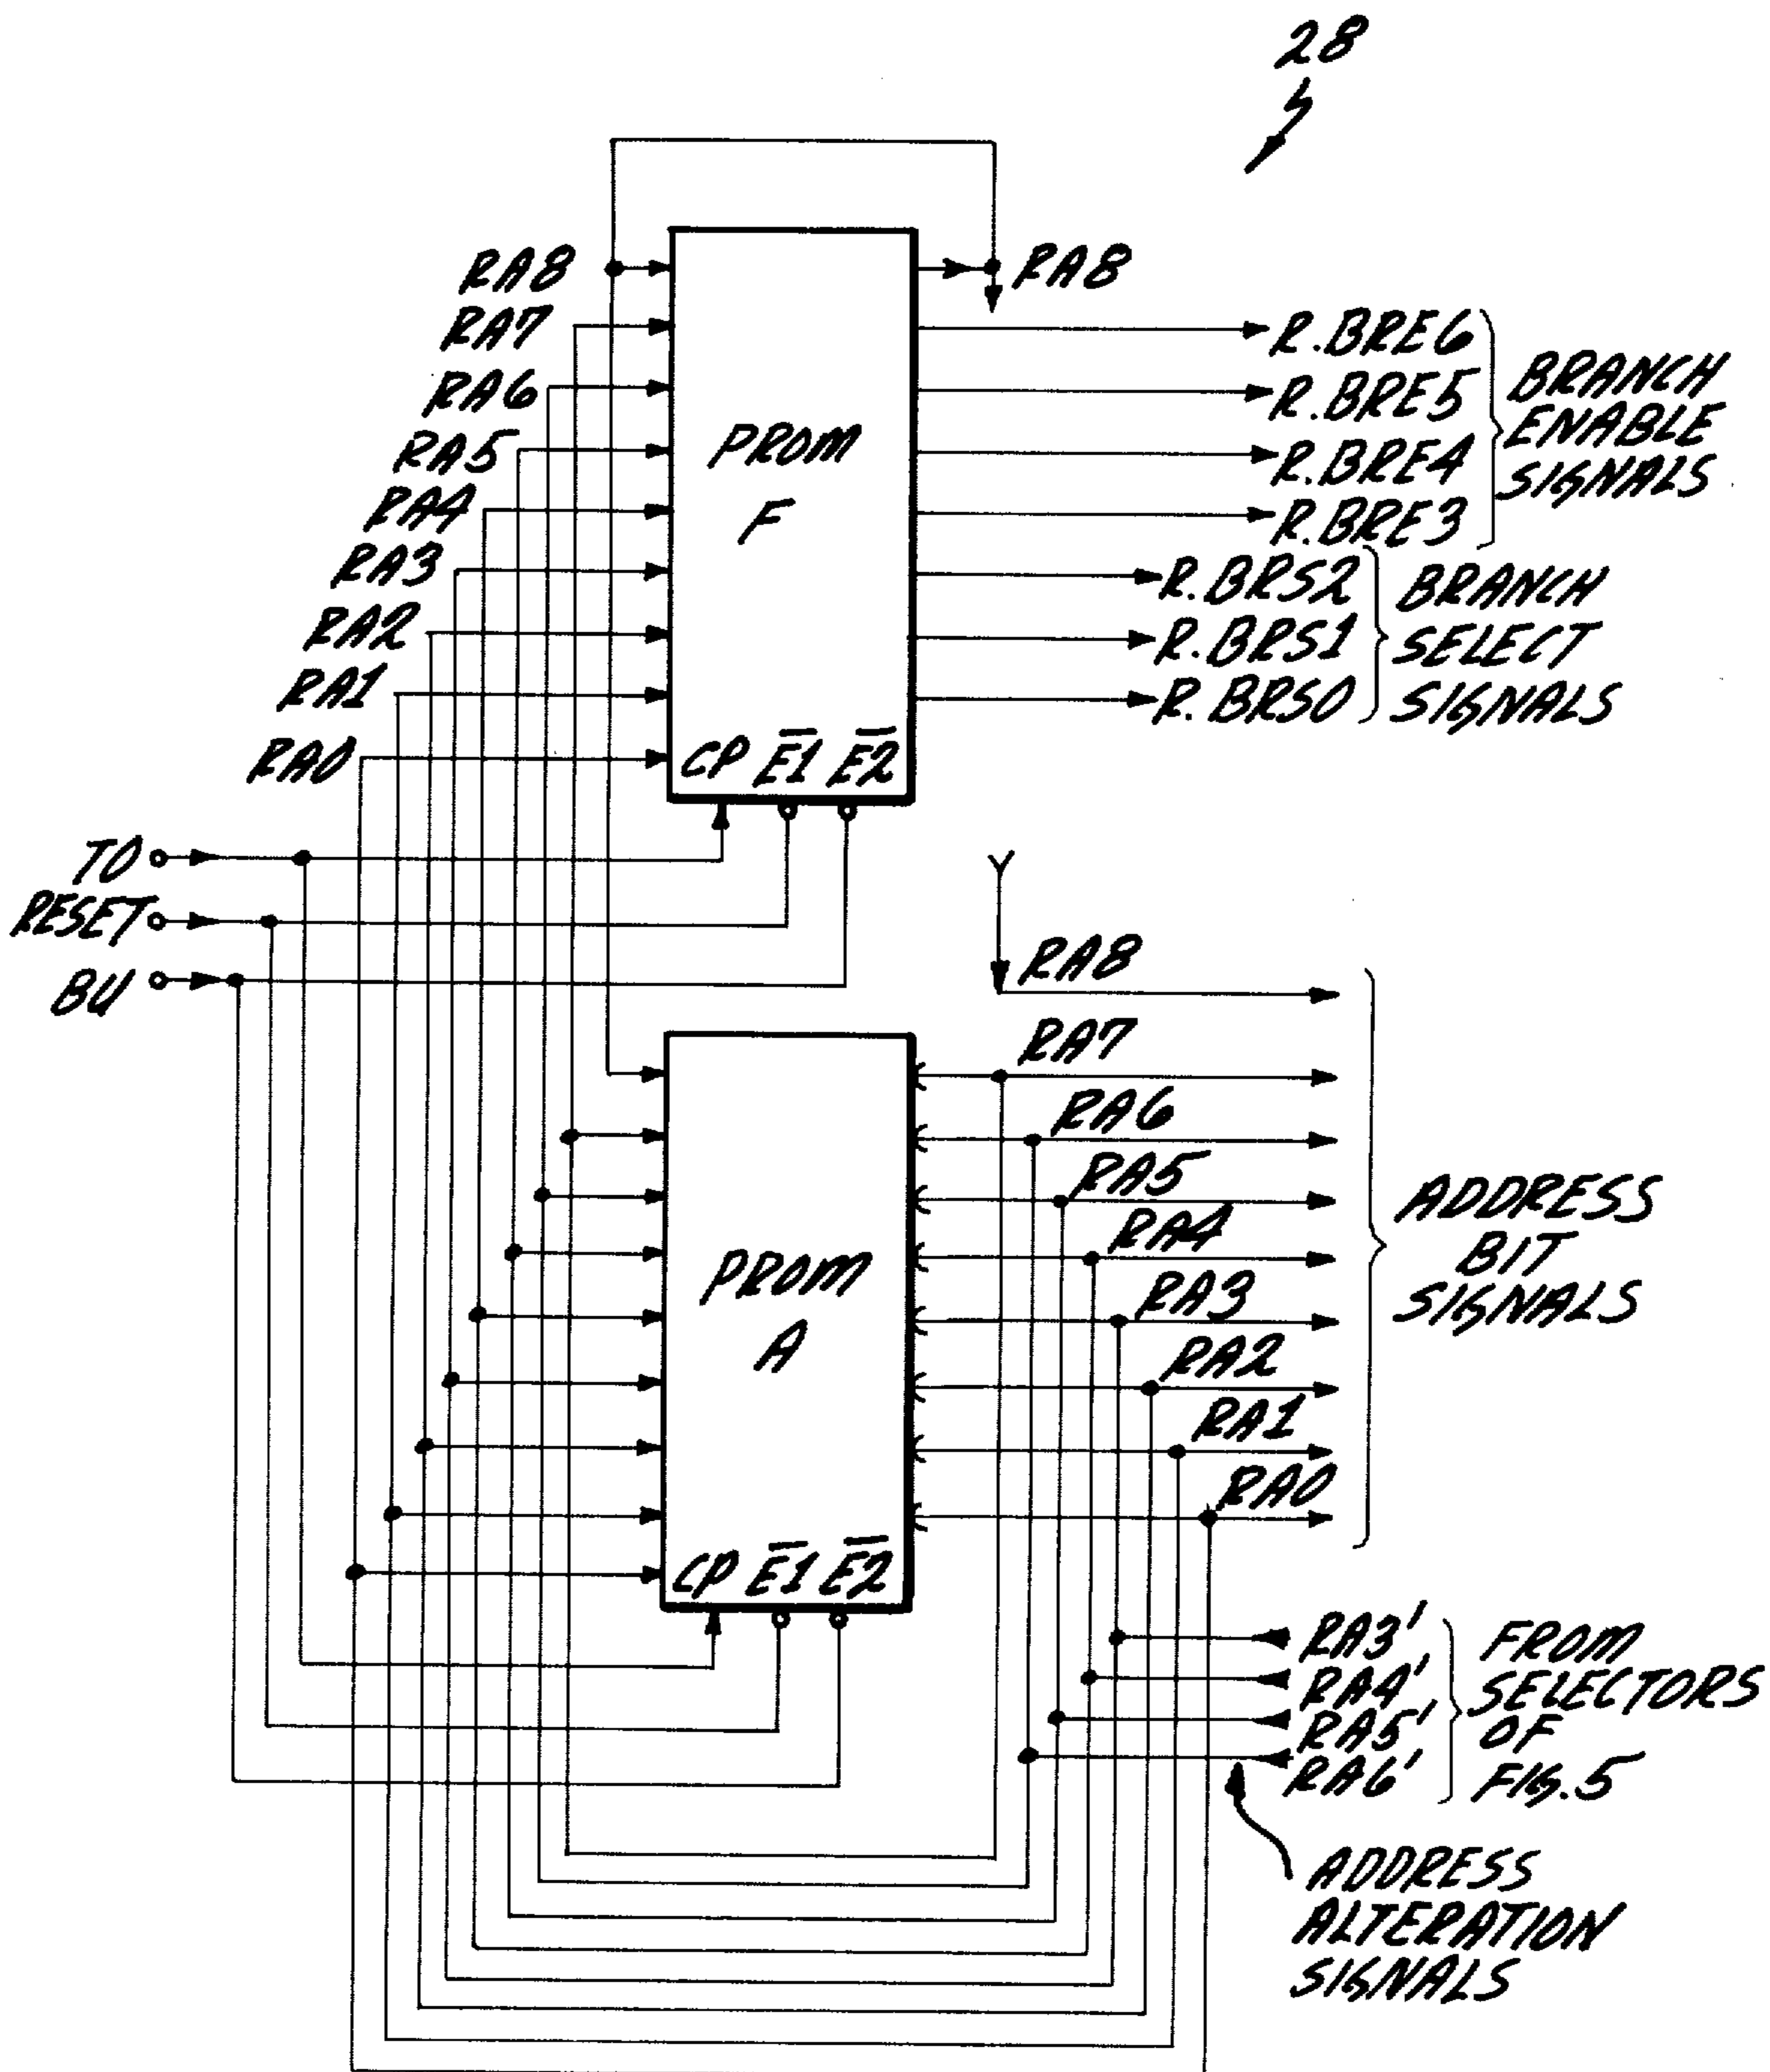 28
RA8
RA8
RA7
R.BRE6
RA6
R.BRE5
BRANCH
ENABLE
SIGNALS
RA5
R.BRE4
RA4
R.BRE3
PROM
F
RA3
R.BRS2
RA2
R.BRS1
BRANCH
SELECT
SIGNALS
RA1
R.BRS0
RA0
CP E1 E2
T0
RESET
BU
RA8
RA7
RA6
RA5
RA4
RA3
RA2
RA1
RA0
ADDRESS
BIT
SIGNALS
PROM
A
CP E1 E2
RA3'
RA4'
RA5'
RA6'
FROM
SELECTORS
OF
FIG.5
ADDRESS
ALTERATION
SIGNALS